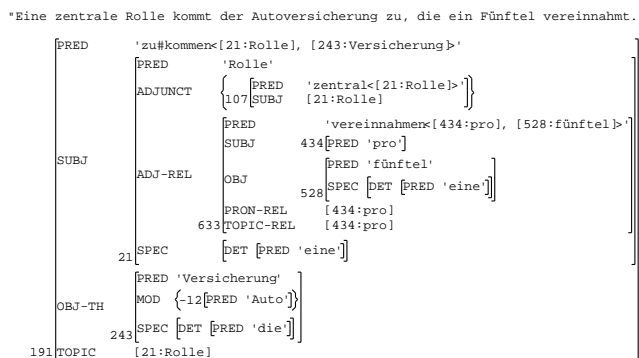 "Eine zentrale Rolle kommt der Autoversicherung zu, die ein Fünftel vereinnahmt.
PRED 'zu#kommen<[21:Rolle], [243:Versicherung]>'
PRED 'Rolle'
ADJUNCT 107 PRED 'zentral<[21:Rolle]>'
SUBJ [21:Rolle]
PRED 'vereinnahmen<[434:pro], [528:fünftel]>'
SUBJ 434[PRED 'pro']
SUBJ ADJ-REL OBJ 528 PRED 'fünftel'
SPEC [DET [PRED 'eine']]
PRON-REL [434:pro]
633 TOPIC-REL [434:pro]
21 SPEC [DET [PRED 'eine']]
PRED 'Versicherung'
OBJ-TH MOD {-12[PRED 'Auto']}
243 SPEC [DET [PRED 'die']]
191 TOPIC [21:Rolle]